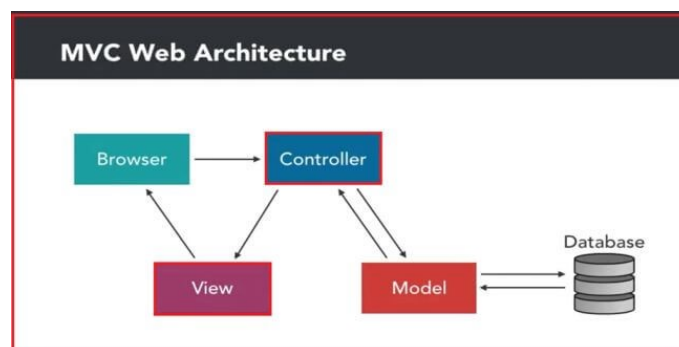 MVC Web Architecture
Browser
Controller
Database
View
Model